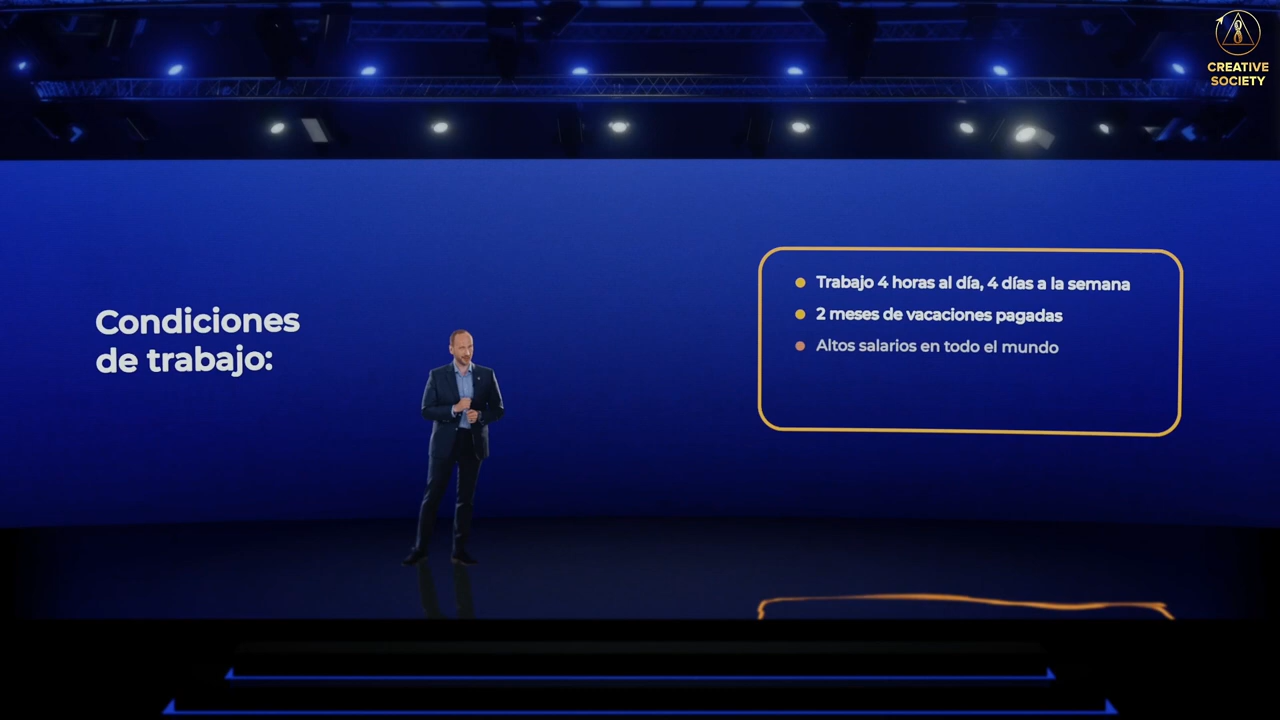 CREATIVE
SOCIETY
Condiciones
de trabajo:
Trabajo 4 horas al día, 4 días a la semana
2 meses de vacaciones pagadas
Altos salarios en todo el mundo